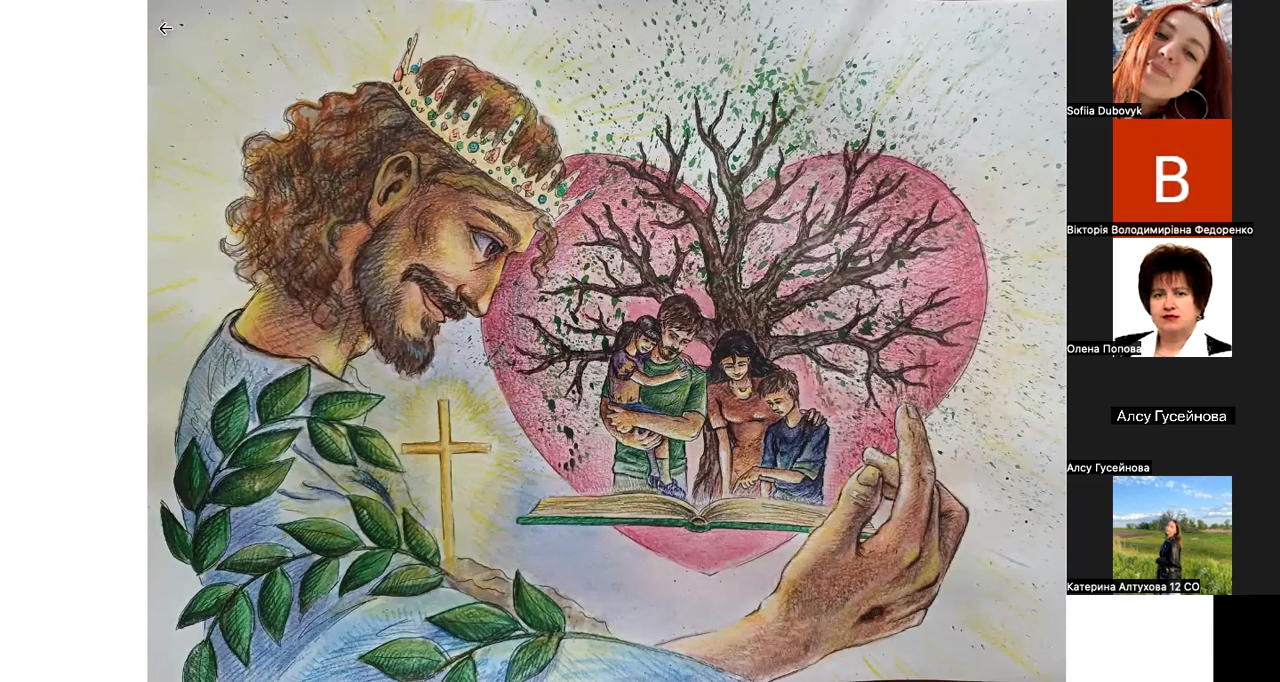 Sofiia Dubovyk
В
Вікторія Володимирівна Федоренко
Олена Попова
Алсу Гусейнова
Алсу Гусейнова
Катерина Алтухова 12 СО